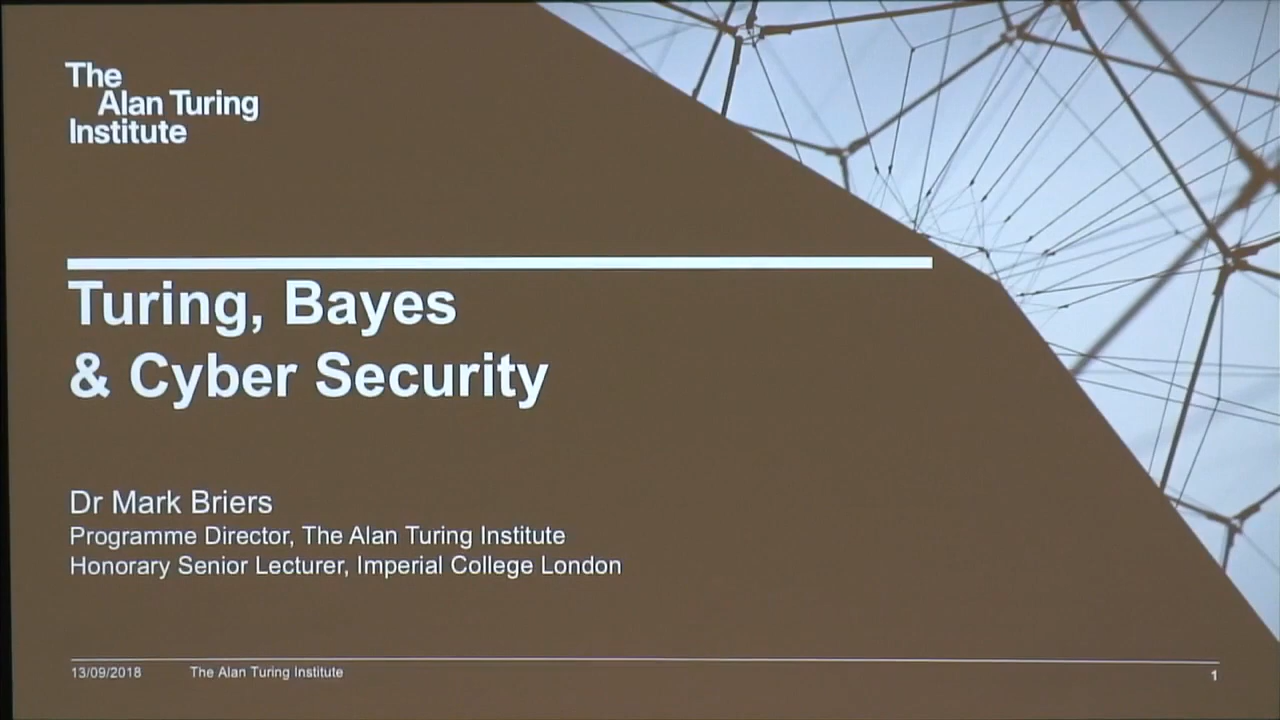 The
Alan Turing
Institute
Turing, Bayes
& Cyber Security
Dr Mark Briers
Programme Director, The Alan Turing Institute
Honorary Senior Lecturer, Imperial College London
13/09/2018 The Alan Turing Institute 1